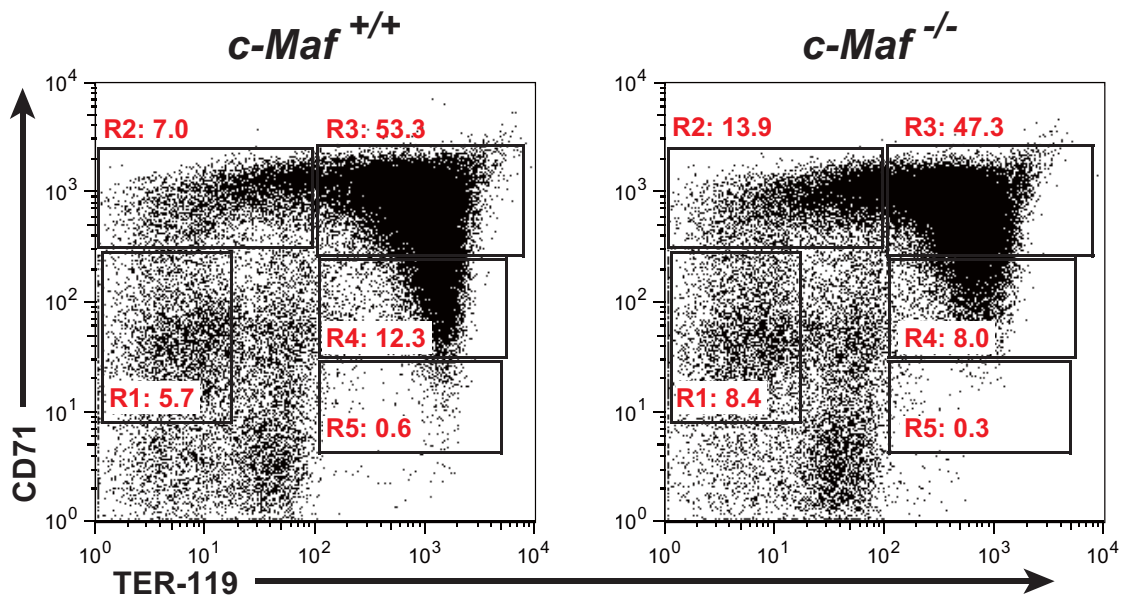 c-Maf +/+
c-Maf -/-
10^4
R2: 7.0
R3: 53.3
10^3
10^2
R4: 12.3
R1: 5.7
10^1
R5: 0.6
10^0
10^0 10^1 10^2 10^3 10^4
10^4
R2: 13.9
R3: 47.3
10^3
10^2
R4: 8.0
R1: 8.4
10^1
R5: 0.3
10^0
10^0 10^1 10^2 10^3 10^4
CD71
TER-119